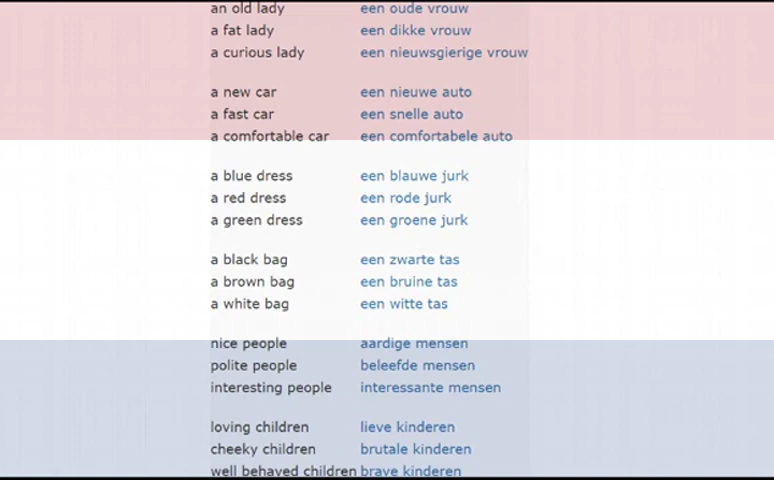 an old lady een oude vrouw
a fat lady een dikke vrouw
a curious lady een nieuwsgierige vrouw
a new car een nieuwe auto
a fast car een snelle auto
a comfortable car een comfortabele auto
a blue dress een blauwe jurk
a red dress een rode jurk
a green dress een groene jurk
a black bag een zwarte tas
a brown bag een bruine tas
a white bag een witte tas
nice people aardige mensen
polite people beleefde mensen
interesting people interessante mensen
loving children lieve kinderen
cheeky children brutale kinderen
well behaved children brave kinderen